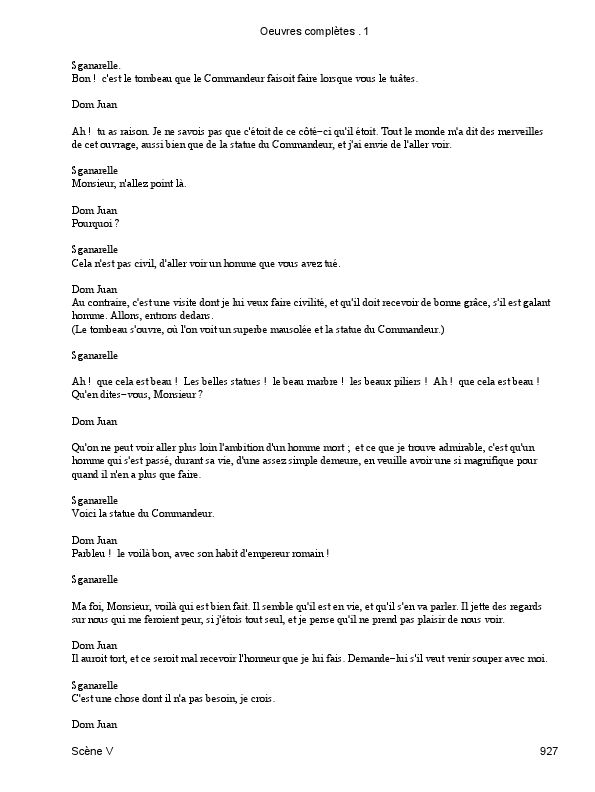 Oeuvres complètes . 1
Sganarelle.
Bon !  c'est le tombeau que le Commandeur faisoit faire lorsque vous le tuâtes.
Dom Juan
Ah !  tu as raison. Je ne savois pas que c'étoit de ce côté−ci qu'il étoit. Tout le monde m'a dit des merveilles
de cet ouvrage, aussi bien que de la statue du Commandeur, et j'ai envie de l'aller voir.
Sganarelle
Monsieur, n'allez point là.
Dom Juan
Pourquoi ?
Sganarelle
Cela n'est pas civil, d'aller voir un homme que vous avez tué.
Dom Juan
Au contraire, c'est une visite dont je lui veux faire civilité, et qu'il doit recevoir de bonne grâce, s'il est galant
homme. Allons, entrons dedans.
(Le tombeau s'ouvre, où l'on voit un superbe mausolée et la statue du Commandeur.)
Sganarelle
Ah !  que cela est beau !  Les belles statues !  le beau marbre !  les beaux piliers !  Ah !  que cela est beau !
Qu'en dites−vous, Monsieur ?
Dom Juan
Qu'on ne peut voir aller plus loin l'ambition d'un homme mort ;  et ce que je trouve admirable, c'est qu'un
homme qui s'est passé, durant sa vie, d'une assez simple demeure, en veuille avoir une si magnifique pour
quand il n'en a plus que faire.
Sganarelle
Voici la statue du Commandeur.
Dom Juan
Parbleu !  le voilà bon, avec son habit d'empereur romain !
Sganarelle
Ma foi, Monsieur, voilà qui est bien fait. Il semble qu'il est en vie, et qu'il s'en va parler. Il jette des regards
sur nous qui me feroient peur, si j'étois tout seul, et je pense qu'il ne prend pas plaisir de nous voir.
Dom Juan
Il auroit tort, et ce seroit mal recevoir l'honneur que je lui fais. Demande−lui s'il veut venir souper avec moi.
Sganarelle
C'est une chose dont il n'a pas besoin, je crois.
Dom Juan
Scène V
927